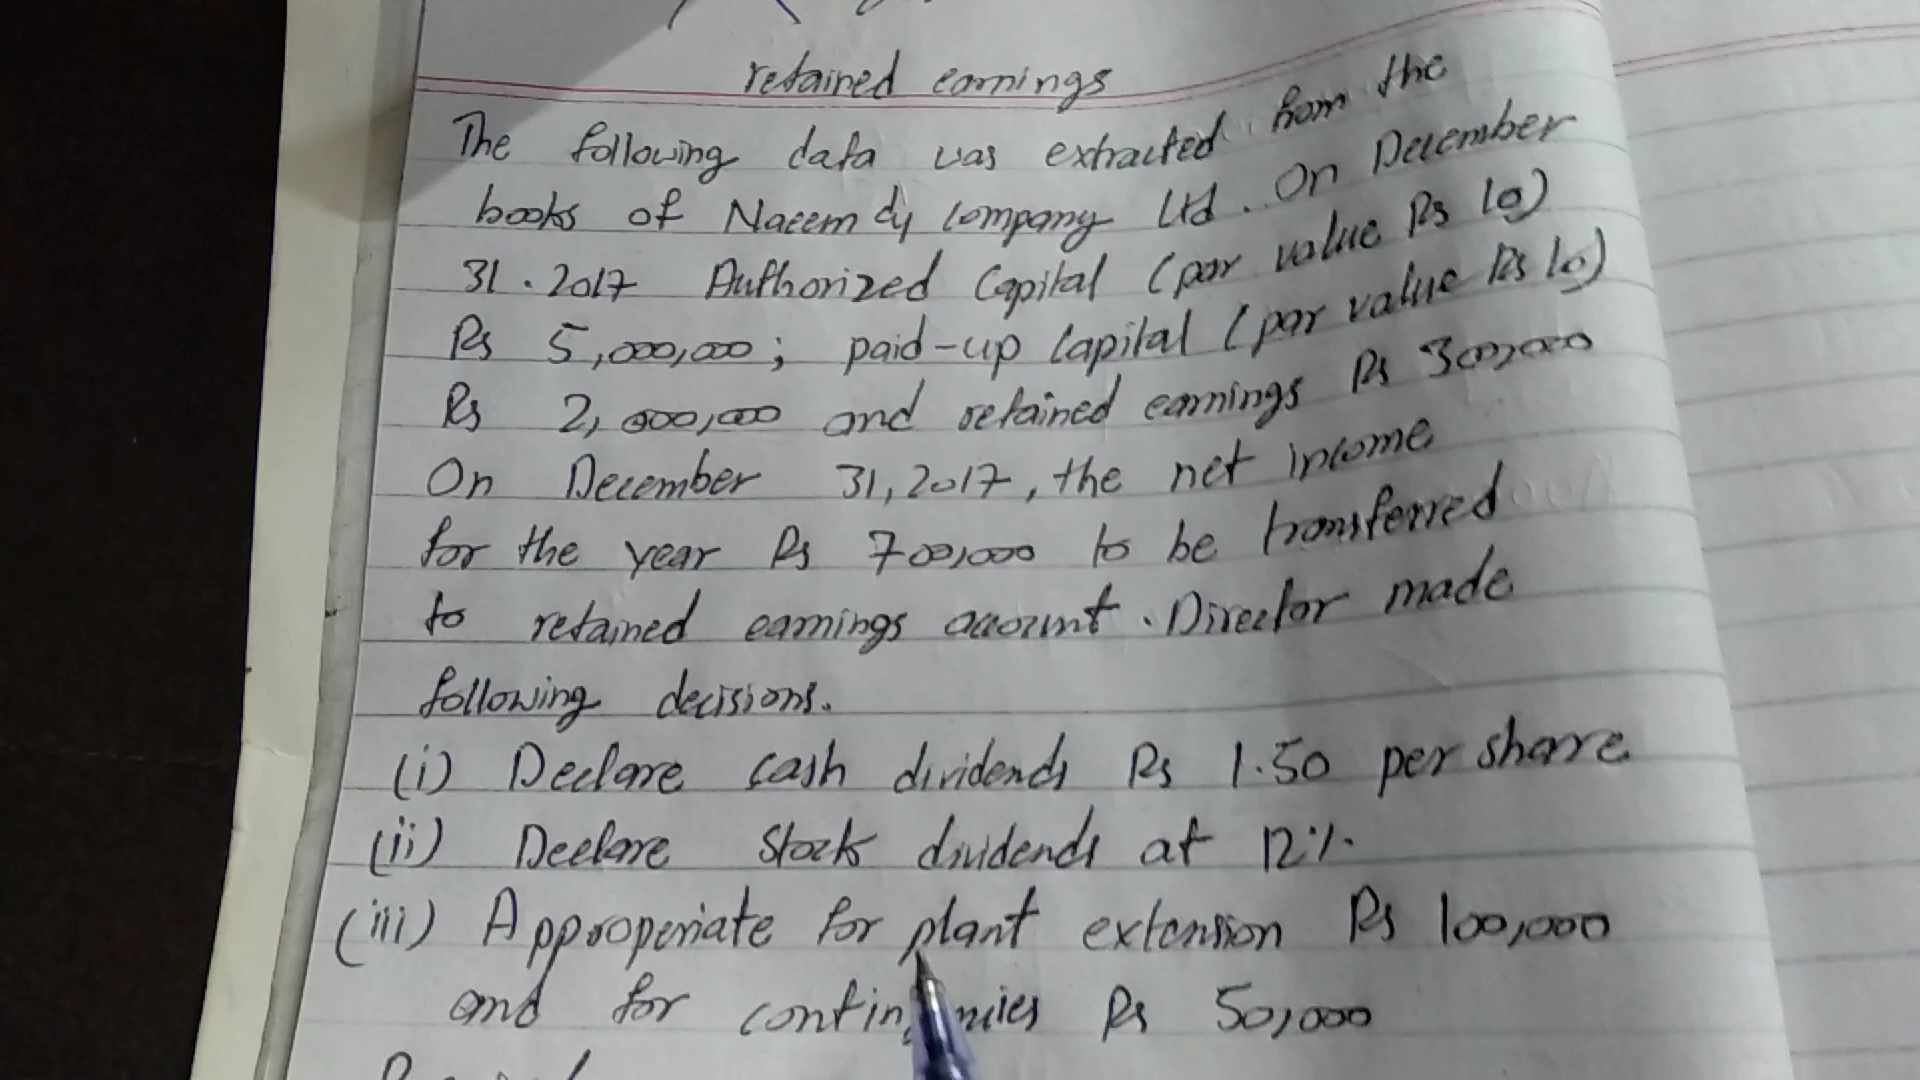 retained earnings
The following data was extracted from the
books of Naeem dy Company Ltd. On December
31. 2017 Authorized Capital (par value Rs 10)
Rs 5,000,000; paid-up Capital (par value Rs 10)
Rs 2,000,000 and retained earnings Rs 300,000
On December 31, 2017, the net income
for the year Rs 700,000 to be transferred
to retained earnings account. Director made
following decisions.
(i) Declare cash dividends Rs 1.50 per share
(ii) Declare Stock dividends at 12%.
(iii) Approperiate for plant extension Rs 100,000
and for Rs 50,000